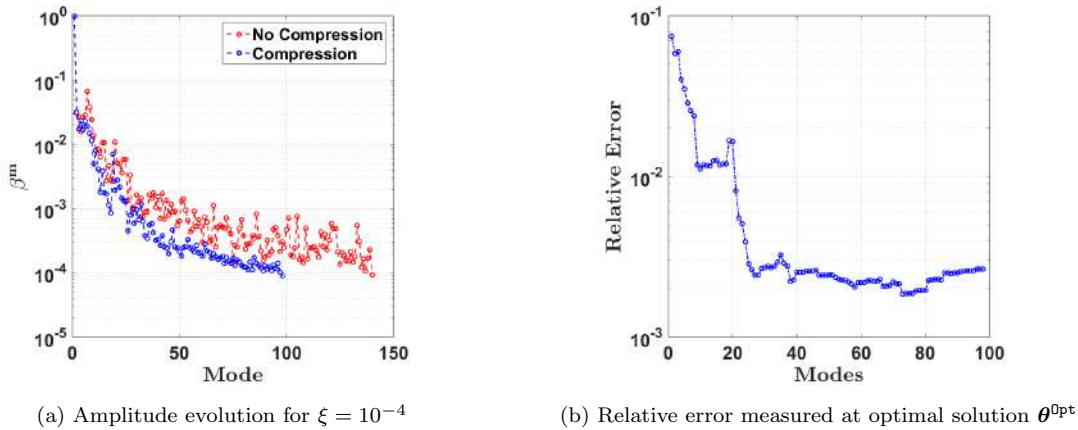 10^0
10^-1
10^-2
10^-3
10^-4
10^-5
β^m
No Compression
Compression
0 50 100 150
Mode
10^-1
10^-2
10^-3
Relative Error
0 20 40 60 80 100
Modes
(a) Amplitude evolution for ξ = 10^−4
(b) Relative error measured at optimal solution θ^Opt